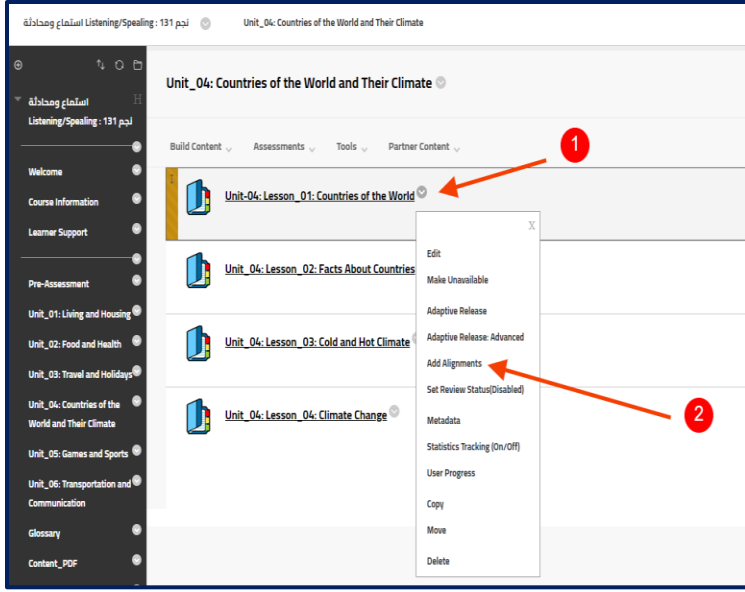 استماع ومحادثة Listening/Spealing : 131 نجم
Unit_04: Countries of the World and Their Climate
استماع ومحادثة
H
Listening/Spealing : 131 نجم
Welcome
Course Information
Learner Support
Pre-Assessment
Unit_01: Living and Housing
Unit_02: Food and Health
Unit_03: Travel and Holidays
Unit_04: Countries of the
World and Their Climate
Unit_05: Games and Sports
Unit_06: Transportation and
Communication
Glossary
Content_PDF
Unit_04: Countries of the World and Their Climate
Build Content
Assessments
Tools
Partner Content
1
Unit-04: Lesson_01: Countries of the World
Unit_04: Lesson_02: Facts About Countries
Unit_04: Lesson_03: Cold and Hot Climate
Unit_04: Lesson_04: Climate Change
X
Edit
Make Unavailable
Adaptive Release
Adaptive Release: Advanced
Add Alignments
Set Review Status(Disabled)
2
Metadata
Statistics Tracking (On/Off)
User Progress
Copy
Move
Delete